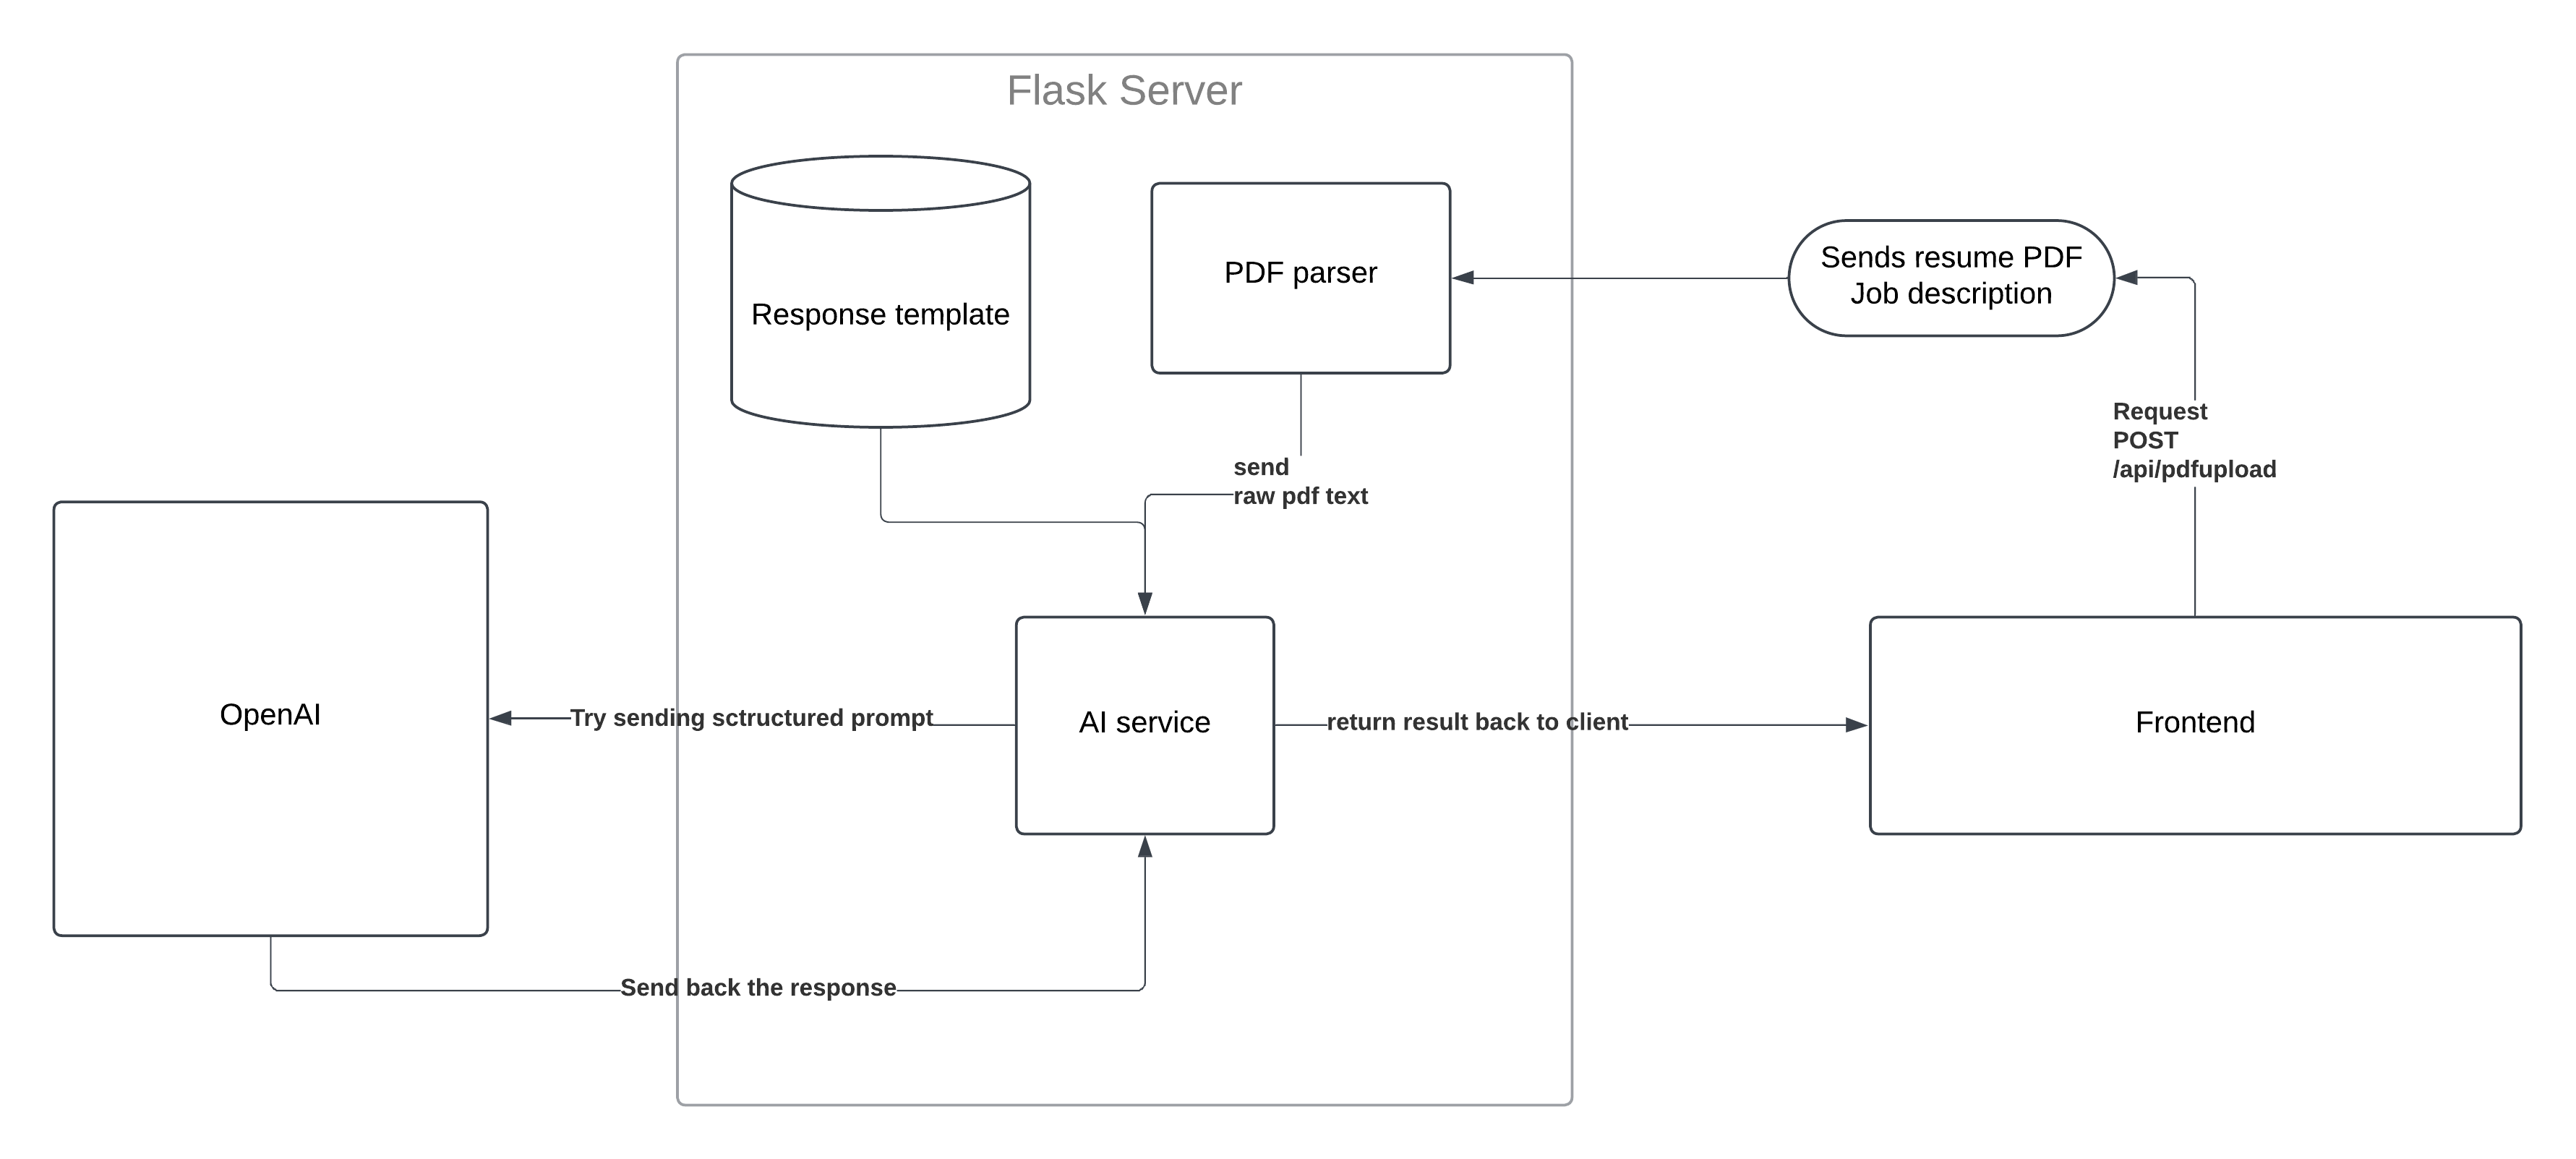 Flask Server
Response template
PDF parser
Sends resume PDF
Job description
Request
POST
/api/pdfupload
send
raw pdf text
OpenAI
Try sending sctructured prompt
AI service
return result back to client
Frontend
Send back the response